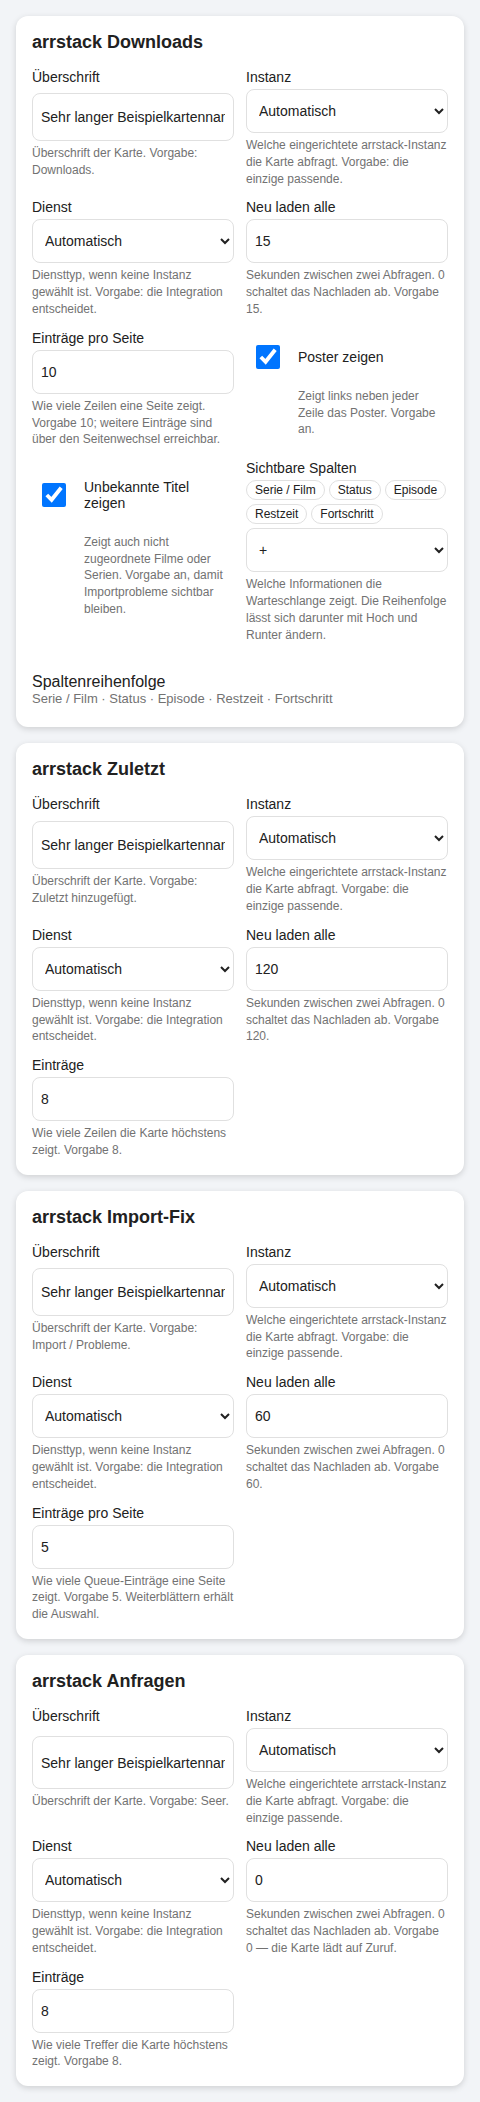 arrstack Downloads
Überschrift
Sehr langer Beispielkartennar
Überschrift der Karte. Vorgabe:
Downloads.
Instanz
Automatisch
Welche eingerichtete arrstack-Instanz
die Karte abfragt. Vorgabe: die
einzige passende.
Dienst
Automatisch
Diensttyp, wenn keine Instanz
gewählt ist. Vorgabe: die Integration
entscheidet.
Neu laden alle
15
Sekunden zwischen zwei Abfragen. 0
schaltet das Nachladen ab. Vorgabe
15.
Einträge pro Seite
10
Wie viele Zeilen eine Seite zeigt.
Vorgabe 10; weitere Einträge sind
über den Seitenwechsel erreichbar.
Poster zeigen
Zeigt links neben jeder
Zeile das Poster. Vorgabe
an.
Unbekannte Titel
zeigen
Zeigt auch nicht
zugeordnete Filme oder
Serien. Vorgabe an, damit
Importprobleme sichtbar
bleiben.
Sichtbare Spalten
Serie / Film Status Episode
Restzeit Fortschritt
+
Welche Informationen die
Warteschlange zeigt. Die Reihenfolge
lässt sich darunter mit Hoch und
Runter ändern.
Spaltenreihenfolge
Serie / Film · Status · Episode · Restzeit · Fortschritt
arrstack Zuletzt
Überschrift
Sehr langer Beispielkartennar
Überschrift der Karte. Vorgabe:
Zuletzt hinzugefügt.
Instanz
Automatisch
Welche eingerichtete arrstack-Instanz
die Karte abfragt. Vorgabe: die
einzige passende.
Dienst
Automatisch
Diensttyp, wenn keine Instanz
gewählt ist. Vorgabe: die Integration
entscheidet.
Neu laden alle
120
Sekunden zwischen zwei Abfragen. 0
schaltet das Nachladen ab. Vorgabe
120.
Einträge
8
Wie viele Zeilen die Karte höchstens
zeigt. Vorgabe 8.
arrstack Import-Fix
Überschrift
Sehr langer Beispielkartennar
Überschrift der Karte. Vorgabe:
Import / Probleme.
Instanz
Automatisch
Welche eingerichtete arrstack-Instanz
die Karte abfragt. Vorgabe: die
einzige passende.
Dienst
Automatisch
Diensttyp, wenn keine Instanz
gewählt ist. Vorgabe: die Integration
entscheidet.
Neu laden alle
60
Sekunden zwischen zwei Abfragen. 0
schaltet das Nachladen ab. Vorgabe
60.
Einträge pro Seite
5
Wie viele Queue-Einträge eine Seite
zeigt. Vorgabe 5. Weiterblättern erhält
die Auswahl.
arrstack Anfragen
Überschrift
Sehr langer Beispielkartennar
Überschrift der Karte. Vorgabe: Seer.
Instanz
Automatisch
Welche eingerichtete arrstack-Instanz
die Karte abfragt. Vorgabe: die
einzige passende.
Dienst
Automatisch
Diensttyp, wenn keine Instanz
gewählt ist. Vorgabe: die Integration
entscheidet.
Neu laden alle
0
Sekunden zwischen zwei Abfragen. 0
schaltet das Nachladen ab. Vorgabe
0 — die Karte lädt auf Zuruf.
Einträge
8
Wie viele Treffer die Karte höchstens
zeigt. Vorgabe 8.